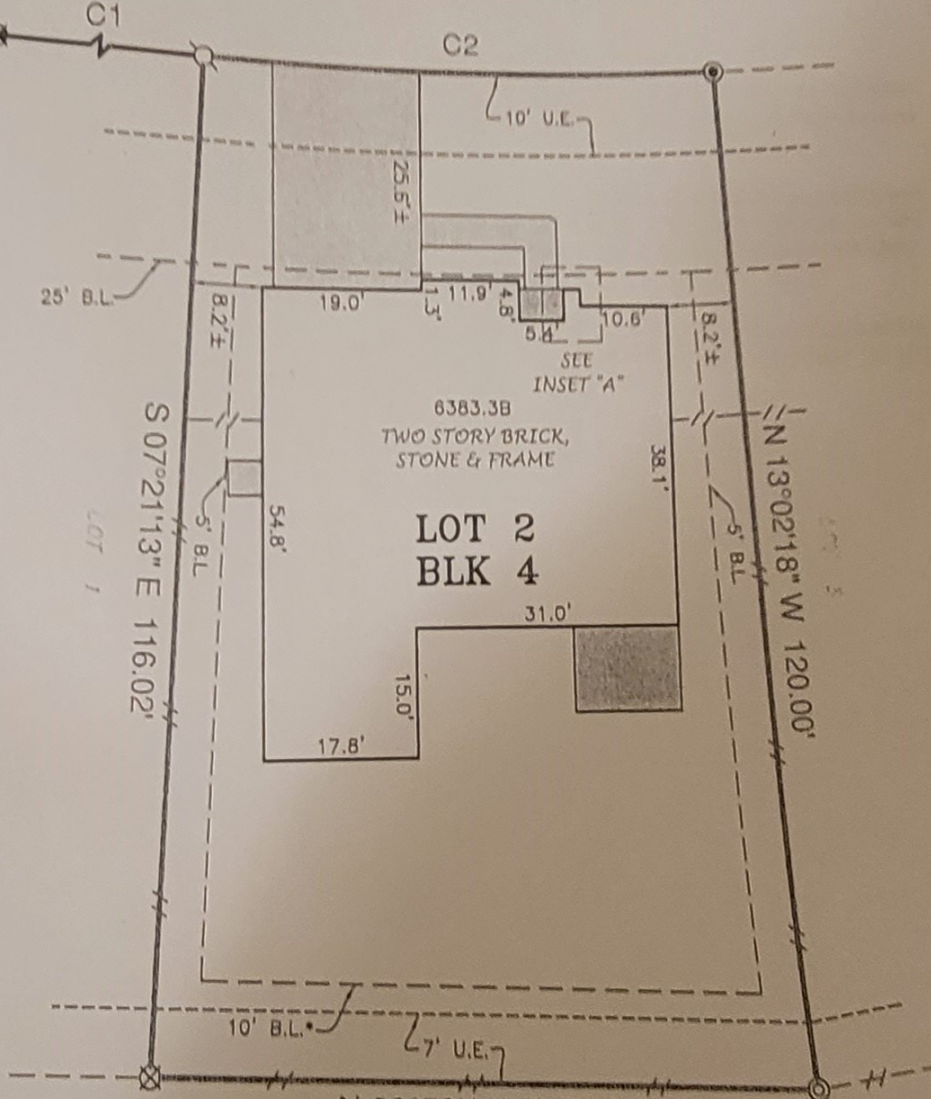 C1
C2
10' U.E.
25.5'±
25' B.L.
19.0'
1.3'
11.9'
4.8'
5.4'
10.6'
8.2'±
8.2'±
SEE
INSET "A"
6383.3B
TWO STORY BRICK,
STONE & FRAME
38.1'
S 07°21'13" E 116.02'
N 13°02'18" W 120.00'
LOT 1
5' B.L.
54.8'
LOT 2
BLK 4
5' B.L.
31.0'
15.0'
17.8'
10' B.L.*
7' U.E.
H